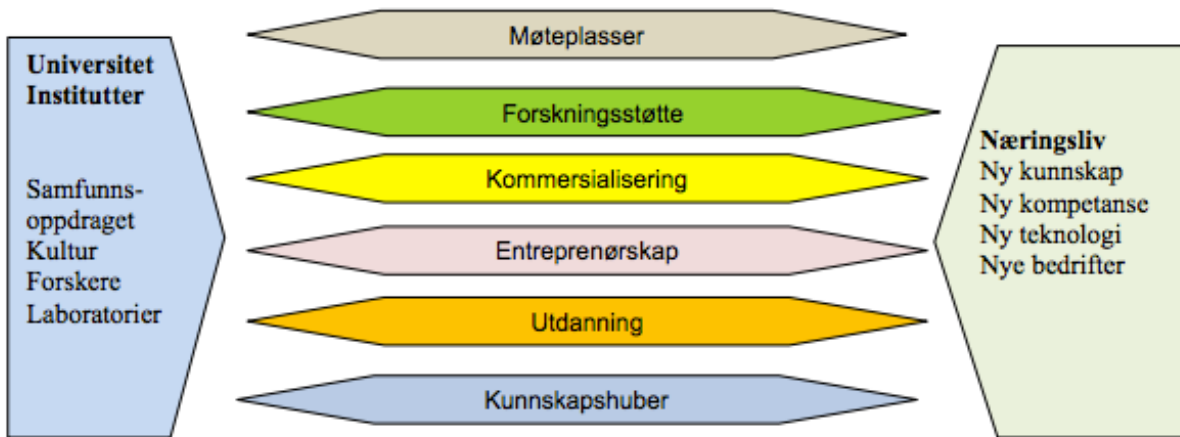 Universitet
Institutter
Samfunns-
oppdraget
Kultur
Forskere
Laboratorier
Møteplasser
Forskningsstøtte
Kommersialisering
Entreprenørskap
Utdanning
Kunnskapshuber
Næringsliv
Ny kunnskap
Ny kompetanse
Ny teknologi
Nye bedrifter